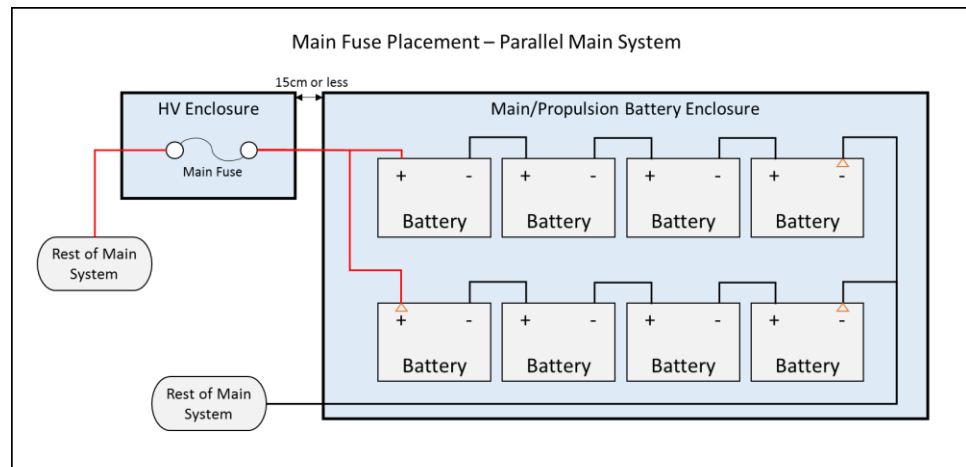 Main Fuse Placement – Parallel Main System
15cm or less
HV Enclosure
Main/Propulsion Battery Enclosure
Main Fuse
+ - + - + - + -
Battery Battery Battery Battery
Rest of Main
System
+ - + - + - + -
Battery Battery Battery Battery
Rest of Main
System